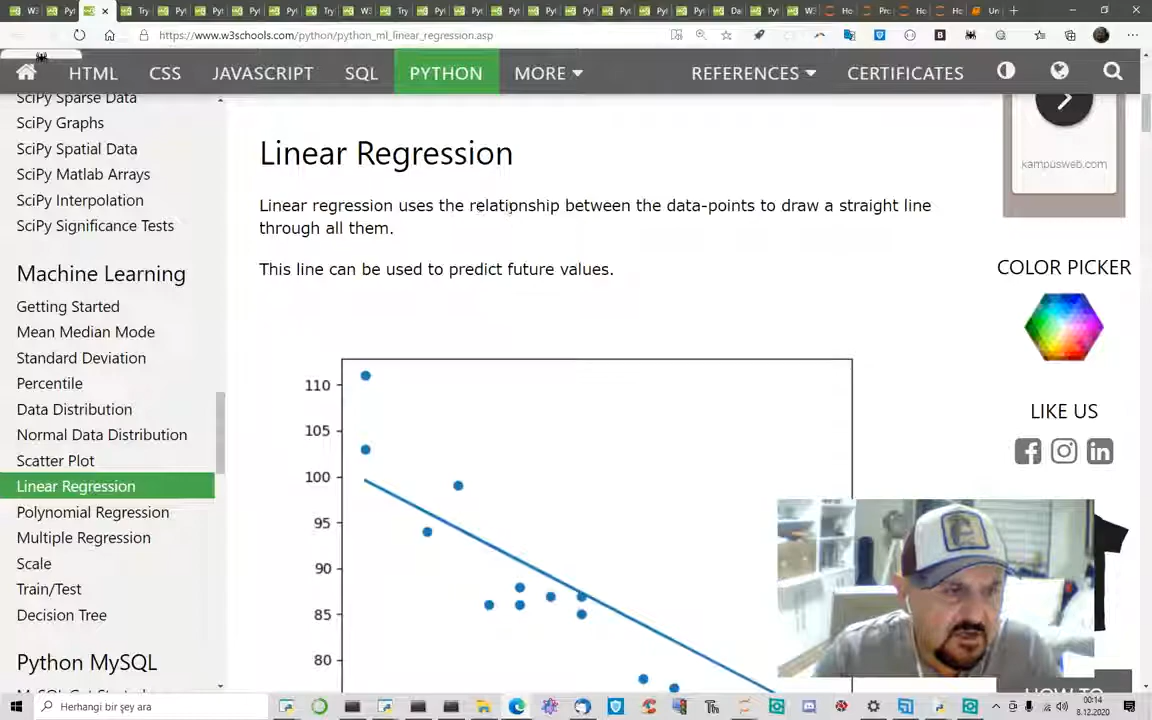 https://www.w3schools.com/python/python_ml_linear_regression.asp
HTML CSS JAVASCRIPT SQL PYTHON MORE REFERENCES CERTIFICATES
SciPy Sparse Data
SciPy Graphs
SciPy Spatial Data
SciPy Matlab Arrays
SciPy Interpolation
SciPy Significance Tests
Machine Learning
Getting Started
Mean Median Mode
Standard Deviation
Percentile
Data Distribution
Normal Data Distribution
Scatter Plot
Linear Regression
Polynomial Regression
Multiple Regression
Scale
Train/Test
Decision Tree
Python MySQL
Linear Regression
Linear regression uses the relationship between the data-points to draw a straight line
through all them.
This line can be used to predict future values.
110
105
100
95
90
85
80
kampusweb.com
COLOR PICKER
LIKE US
HOW TO
Herhangi bir şey ara
00:14
8.12.2020